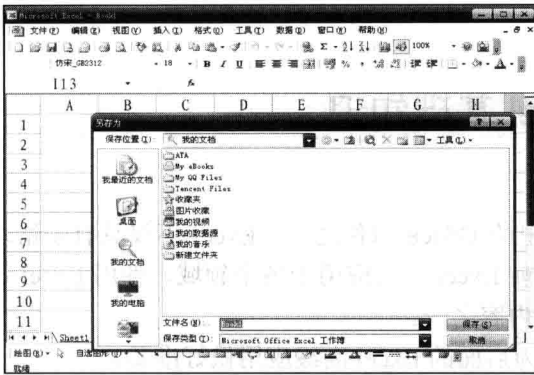 Microsoft Excel - Book1
文件(F) 编辑(E) 视图(V) 插入(I) 格式(O) 工具(T) 数据(D) 窗口(W) 帮助(H)
100%
仿宋_GB2312 18 B I U
I13 fx
A B C D E F G H
另存为
保存位置(I): 我的文档 工具(L)
ATA
My eBooks
My QQ Files
Tencent Files
收藏夹
图片收藏
我的视频
我的数据源
我的音乐
新建文件夹
我最近的文档
桌面
我的文档
我的电脑
1
2
3
4
5
6
7
8
9
10
11
文件名(N): Book1 保存(S)
保存类型(T): Microsoft Office Excel 工作簿 取消
Sheet1
绘图(R) 自选图形(U)
就绪